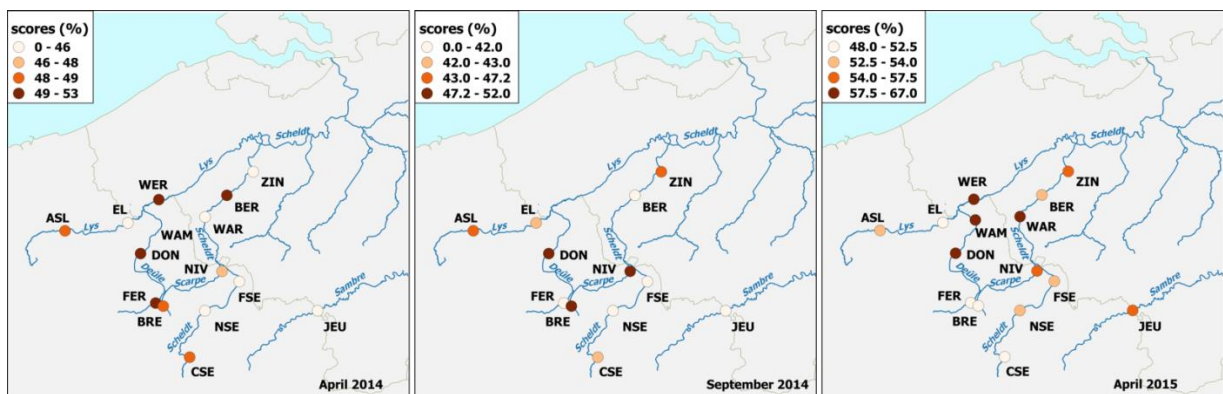 scores (%)
0 - 46
46 - 48
48 - 49
49 - 53
Scheldt
Lys
WER
ZIN
BER
EL
ASL
Lys
WAM
WAR
Scheldt
DON
NIV
Deûle
Scarpe
Sambre
FSE
FER
BRE
NSE
JEU
Scheldt
CSE
April 2014
scores (%)
0.0 - 42.0
42.0 - 43.0
43.0 - 47.2
47.2 - 52.0
Scheldt
Lys
ZIN
BER
EL
ASL
Lys
Scheldt
DON
NIV
Deûle
Scarpe
Sambre
FSE
FER
BRE
NSE
JEU
Scheldt
CSE
September 2014
scores (%)
48.0 - 52.5
52.5 - 54.0
54.0 - 57.5
57.5 - 67.0
Scheldt
Lys
WER
ZIN
BER
EL
ASL
Lys
WAM
WAR
Scheldt
DON
NIV
Deûle
Scarpe
Sambre
FSE
FER
BRE
NSE
JEU
Scheldt
CSE
April 2015